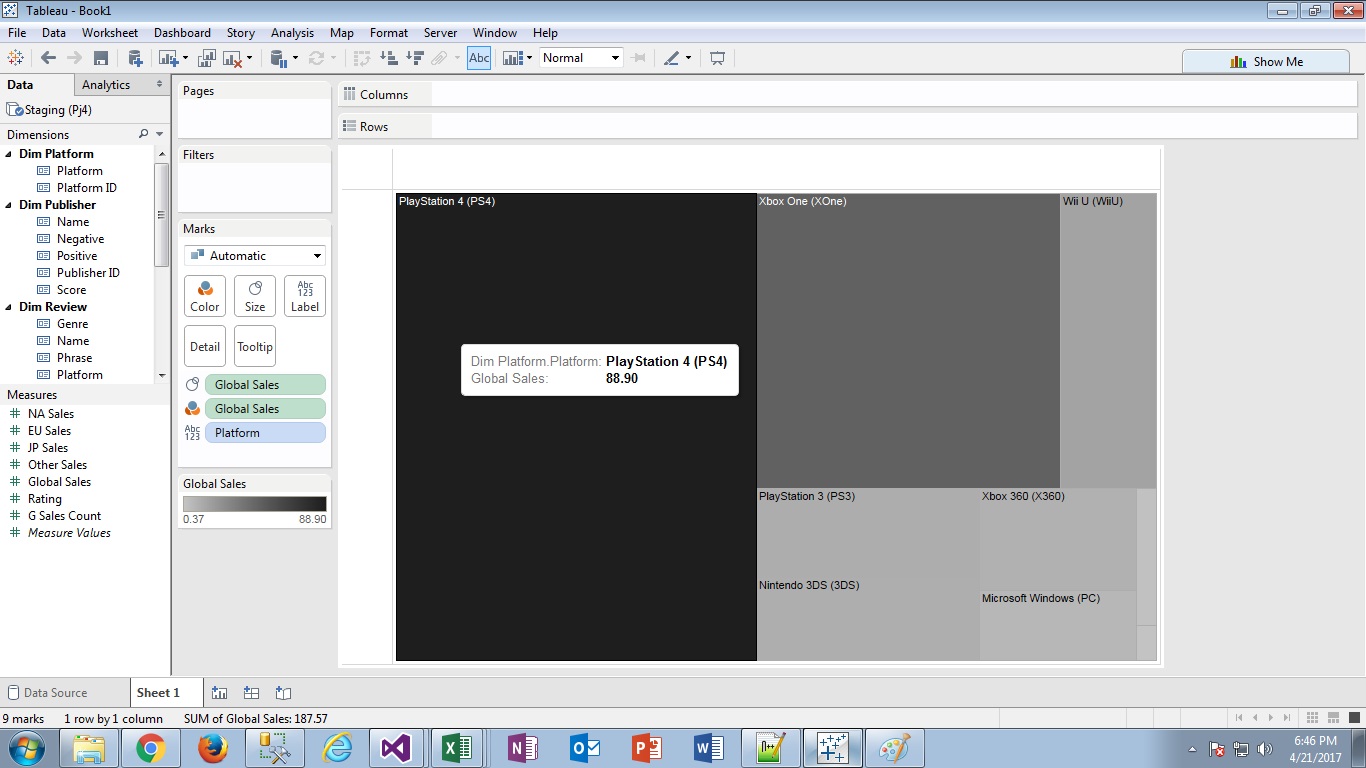 Tableau - Book1
File Data Worksheet Dashboard Story Analysis Map Format Server Window Help
Abc Normal Show Me
Data Analytics
Staging (Pj4)
Dimensions
Dim Platform
Platform
Platform ID
Dim Publisher
Name
Negative
Positive
Publisher ID
Score
Dim Review
Genre
Name
Phrase
Platform
Measures
NA Sales
EU Sales
JP Sales
Other Sales
Global Sales
Rating
G Sales Count
Measure Values
Pages
Filters
Marks
Automatic
Color
Size
Abc
123
Label
Detail
Tooltip
Global Sales
Global Sales
Abc
123
Platform
Global Sales
0.37 88.90
Columns
Rows
PlayStation 4 (PS4)
Xbox One (XOne)
Wii U (WiiU)
Dim Platform.Platform: PlayStation 4 (PS4)
Global Sales: 88.90
PlayStation 3 (PS3)
Xbox 360 (X360)
Nintendo 3DS (3DS)
Microsoft Windows (PC)
Data Source Sheet 1
9 marks 1 row by 1 column SUM of Global Sales: 187.57
6:46 PM
4/21/2017